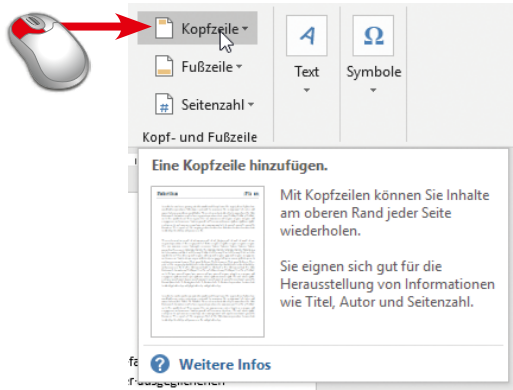 Kopfzeile
Fußzeile
Seitenzahl
Kopf- und Fußzeile
Text
Symbole
Eine Kopfzeile hinzufügen.
Mit Kopfzeilen können Sie Inhalte
am oberen Rand jeder Seite
wiederholen.
Sie eignen sich gut für die
Herausstellung von Informationen
wie Titel, Autor und Seitenzahl.
Weitere Infos